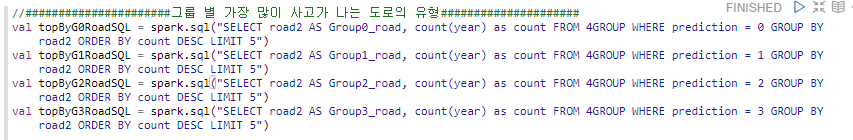 //#####################그룹 별 가장 많이 사고가 나는 도로의 유형####################
FINISHED
val topByG0RoadSQL = spark.sql("SELECT road2 AS Group0_road, count(year) as count FROM 4GROUP WHERE prediction = 0 GROUP BY
road2 ORDER BY count DESC LIMIT 5")
val topByG1RoadSQL = spark.sql("SELECT road2 AS Group1_road, count(year) as count FROM 4GROUP WHERE prediction = 1 GROUP BY
road2 ORDER BY count DESC LIMIT 5")
val topByG2RoadSQL = spark.sql("SELECT road2 AS Group2_road, count(year) as count FROM 4GROUP WHERE prediction = 2 GROUP BY
road2 ORDER BY count DESC LIMIT 5")
val topByG3RoadSQL = spark.sql("SELECT road2 AS Group3_road, count(year) as count FROM 4GROUP WHERE prediction = 3 GROUP BY
road2 ORDER BY count DESC LIMIT 5")